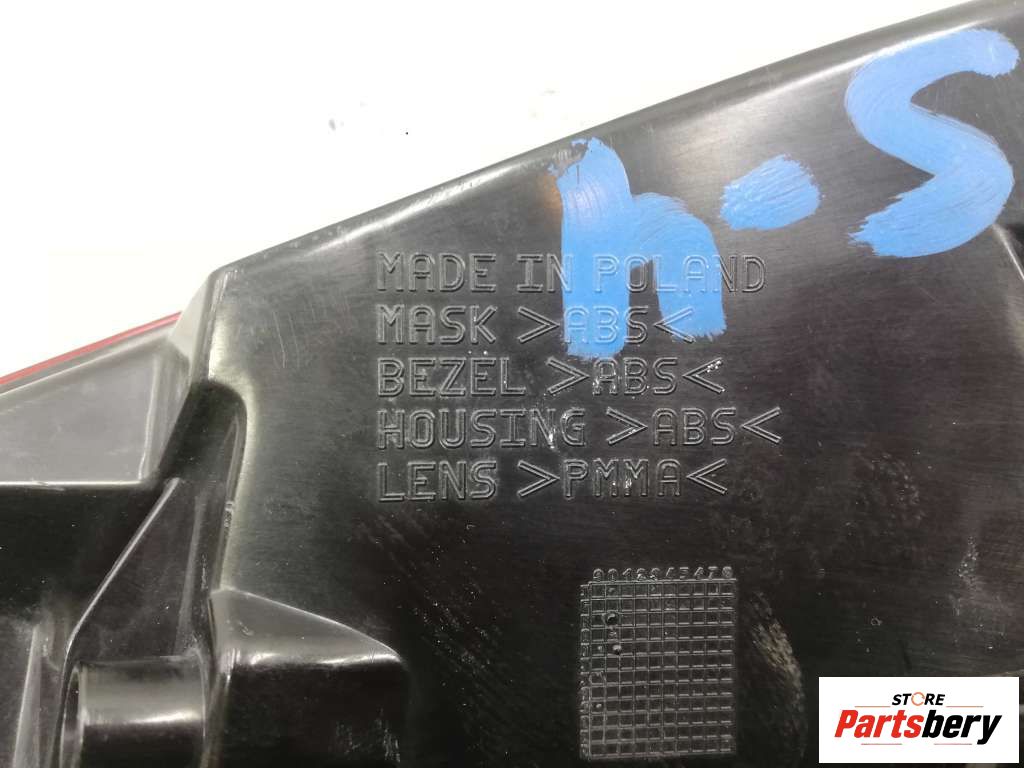 h-S
MADE IN POLAND
MASK >ABS<
BEZEL >ABS<
HOUSING >ABS<
LENS >PMMA<
STORE
Partsbery